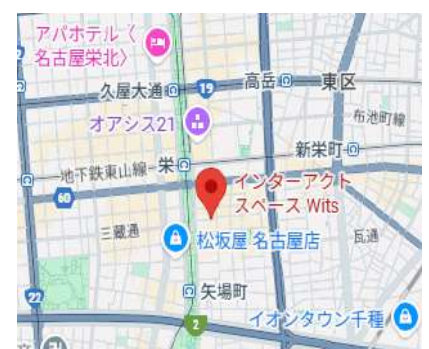 アパホテル〈
名古屋栄北〉
久屋大通
19
高岳
東区
オアシス21
布池町線
新栄町
地下鉄東山線
栄
インターアクト
スペース Wits
60
三蔵通
松坂屋 名古屋店
瓦通
矢場町
22
2
イオンタウン千種